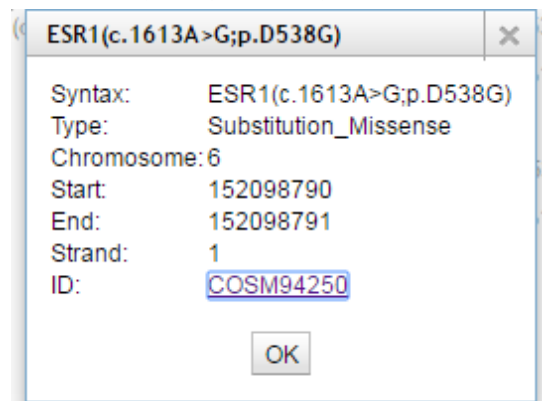 ESR1(c.1613A>G;p.D538G)
Syntax: ESR1(c.1613A>G;p.D538G)
Type: Substitution_Missense
Chromosome: 6
Start: 152098790
End: 152098791
Strand: 1
ID: COSM94250
OK